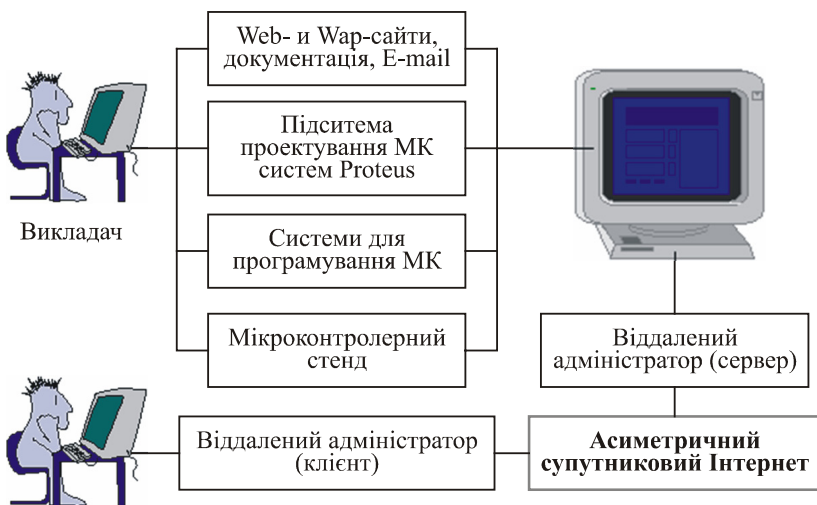 Web- и Wap-сайти,
документація, E-mail
Підситема
проектування МК
систем Proteus
Викладач
Системи для
програмування МК
Мікроконтролерний
стенд
Віддалений
адміністратор (сервер)
Віддалений адміністратор
(клієнт)
Асиметричний
супутниковий Інтернет